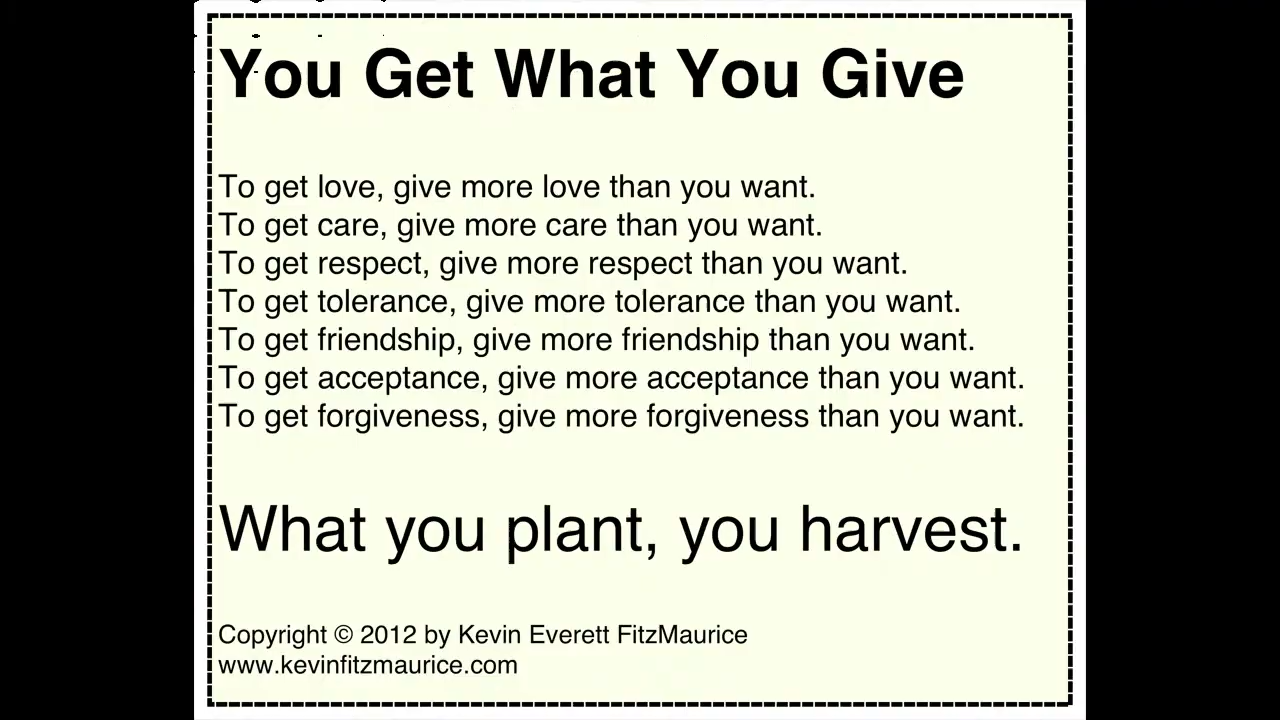 You Get What You Give
To get love, give more love than you want.
To get care, give more care than you want.
To get respect, give more respect than you want.
To get tolerance, give more tolerance than you want.
To get friendship, give more friendship than you want.
To get acceptance, give more acceptance than you want.
To get forgiveness, give more forgiveness than you want.
What you plant, you harvest.
Copyright © 2012 by Kevin Everett FitzMaurice
www.kevinfitzmaurice.com